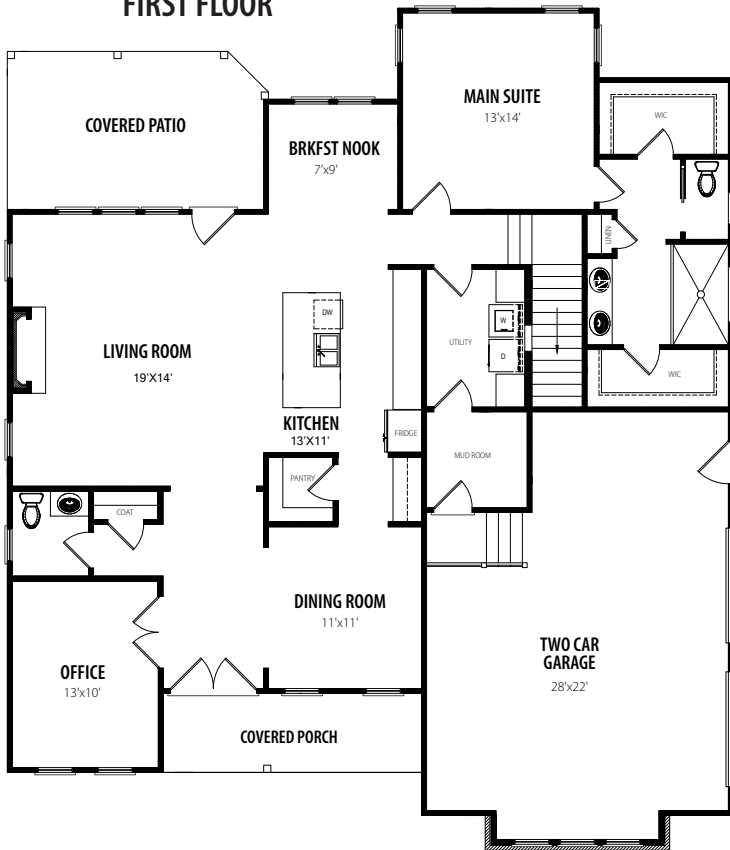 FIRST FLOOR
MAIN SUITE
13'x14'
WIC
COVERED PATIO
BRKFST NOOK
7'x9'
LINEN
DW
W
UTILITY
D
LIVING ROOM
19'X14'
WIC
KITCHEN
13'X11'
FRIDGE
MUD ROOM
PANTRY
COAT
DINING ROOM
11'x11'
TWO CAR
GARAGE
28'x22'
OFFICE
13'x10'
COVERED PORCH